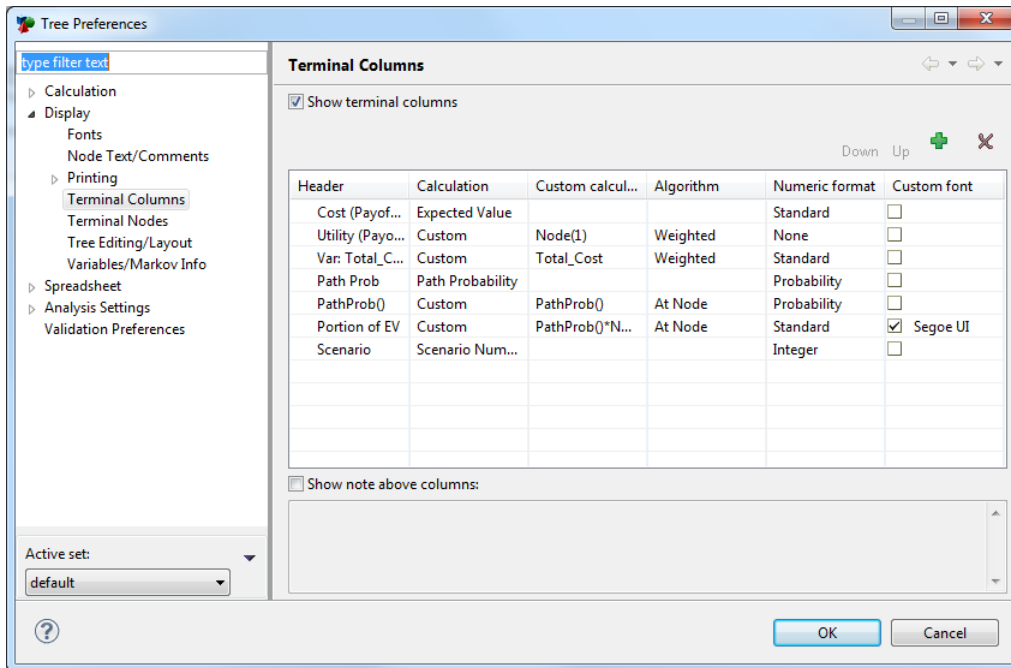 Tree Preferences
type filter text
Calculation
Display
Fonts
Node Text/Comments
Printing
Terminal Columns
Terminal Nodes
Tree Editing/Layout
Variables/Markov Info
Spreadsheet
Analysis Settings
Validation Preferences
Active set:
default
Terminal Columns
Show terminal columns
Down Up
Header Calculation Custom calcul... Algorithm Numeric format Custom font
Cost (Payof... Expected Value Standard
Utility (Payo... Custom Node(1) Weighted None
Var: Total_C... Custom Total_Cost Weighted Standard
Path Prob Path Probability Probability
PathProb() Custom PathProb() At Node Probability
Portion of EV Custom PathProb()*N... At Node Standard Segoe UI
Scenario Scenario Num... Integer
Show note above columns:
OK Cancel